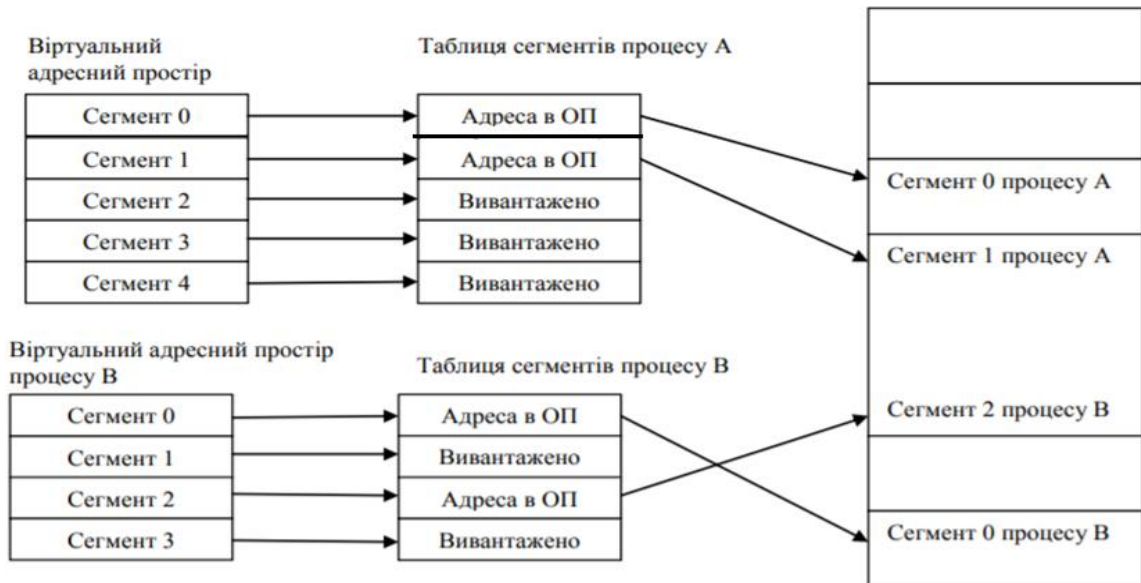 Віртуальний
адресний простір
Таблиця сегментів процесу А
Сегмент 0
Сегмент 1
Сегмент 2
Сегмент 3
Сегмент 4
Адреса в ОП
Адреса в ОП
Вивантажено
Вивантажено
Вивантажено
Віртуальний адресний простір
процесу В
Таблиця сегментів процесу В
Сегмент 0
Сегмент 1
Сегмент 2
Сегмент 3
Адреса в ОП
Вивантажено
Адреса в ОП
Вивантажено
Сегмент 0 процесу А
Сегмент 1 процесу А
Сегмент 2 процесу В
Сегмент 0 процесу В